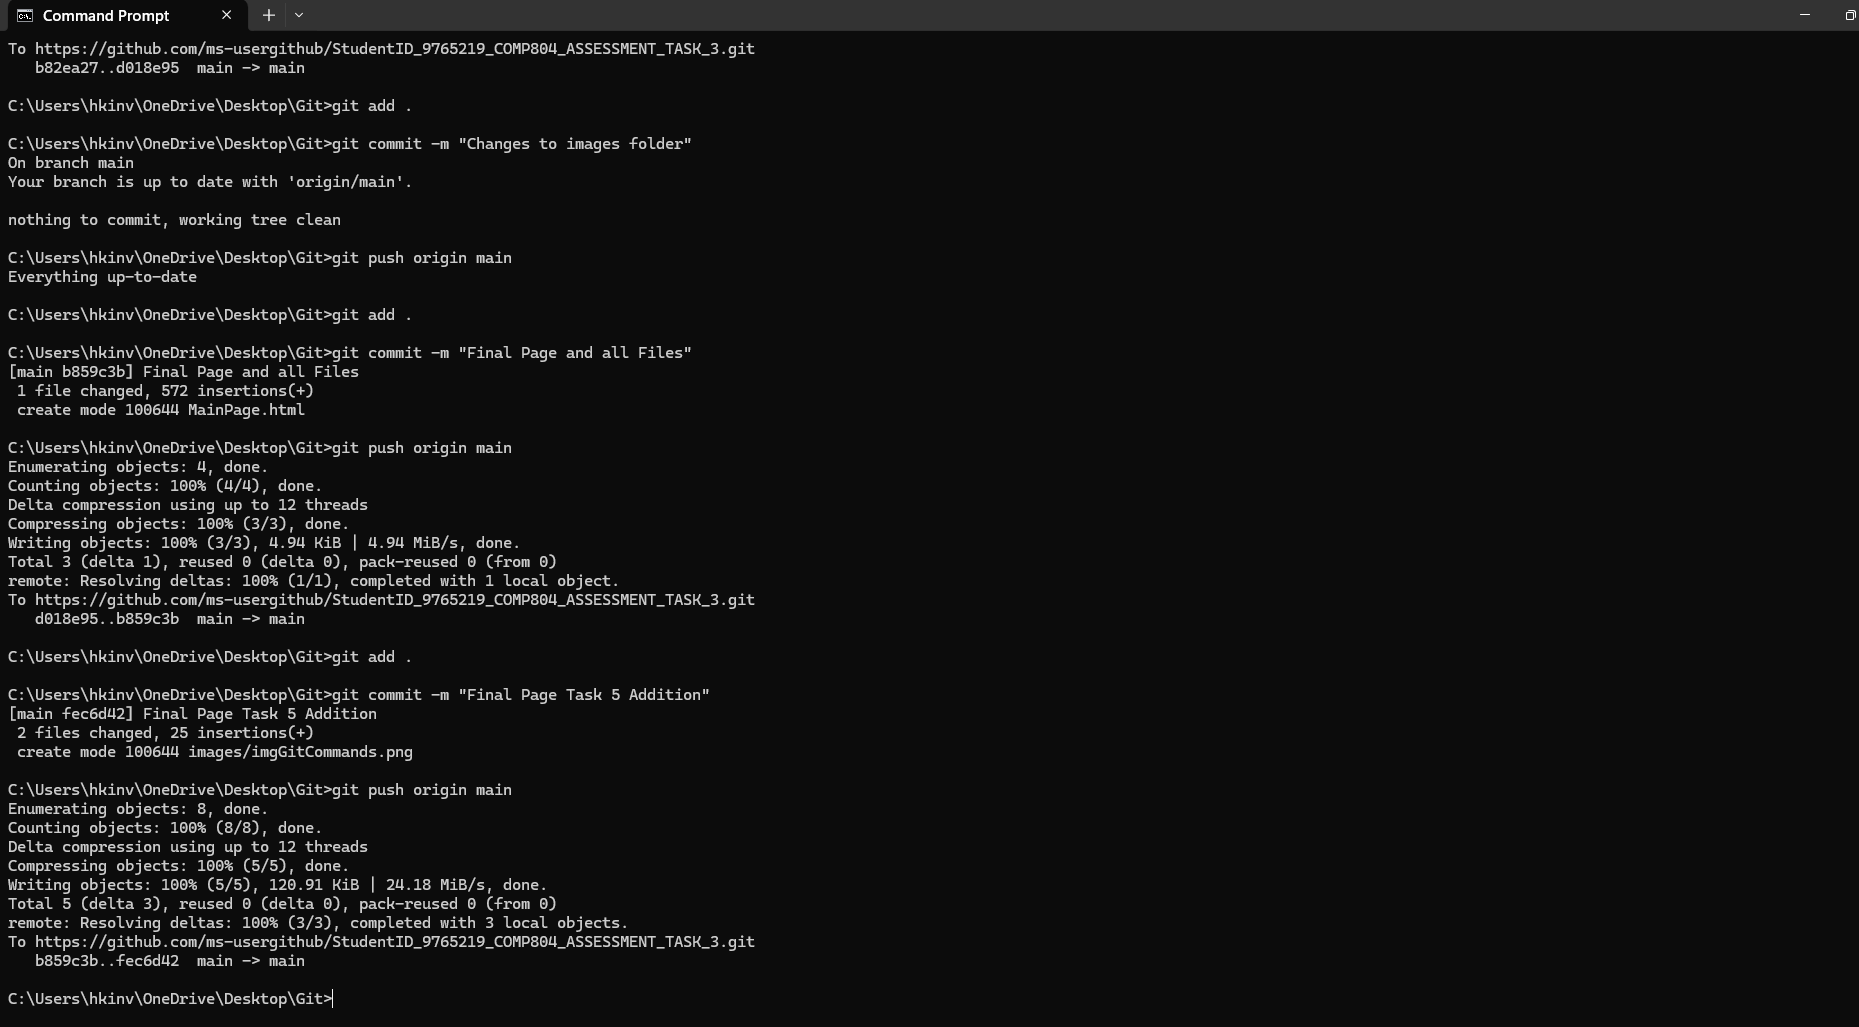 Command Prompt
To https://github.com/ms-usergithub/StudentID_9765219_COMP804_ASSESSMENT_TASK_3.git
   b82ea27..d018e95  main -> main
C:\Users\hkinv\OneDrive\Desktop\Git>git add .
C:\Users\hkinv\OneDrive\Desktop\Git>git commit -m "Changes to images folder"
On branch main
Your branch is up to date with 'origin/main'.
nothing to commit, working tree clean
C:\Users\hkinv\OneDrive\Desktop\Git>git push origin main
Everything up-to-date
C:\Users\hkinv\OneDrive\Desktop\Git>git add .
C:\Users\hkinv\OneDrive\Desktop\Git>git commit -m "Final Page and all Files"
[main b859c3b] Final Page and all Files
 1 file changed, 572 insertions(+)
 create mode 100644 MainPage.html
C:\Users\hkinv\OneDrive\Desktop\Git>git push origin main
Enumerating objects: 4, done.
Counting objects: 100% (4/4), done.
Delta compression using up to 12 threads
Compressing objects: 100% (3/3), done.
Writing objects: 100% (3/3), 4.94 KiB | 4.94 MiB/s, done.
Total 3 (delta 1), reused 0 (delta 0), pack-reused 0 (from 0)
remote: Resolving deltas: 100% (1/1), completed with 1 local object.
To https://github.com/ms-usergithub/StudentID_9765219_COMP804_ASSESSMENT_TASK_3.git
   d018e95..b859c3b  main -> main
C:\Users\hkinv\OneDrive\Desktop\Git>git add .
C:\Users\hkinv\OneDrive\Desktop\Git>git commit -m "Final Page Task 5 Addition"
[main fec6d42] Final Page Task 5 Addition
 2 files changed, 25 insertions(+)
 create mode 100644 images/imgGitCommands.png
C:\Users\hkinv\OneDrive\Desktop\Git>git push origin main
Enumerating objects: 8, done.
Counting objects: 100% (8/8), done.
Delta compression using up to 12 threads
Compressing objects: 100% (5/5), done.
Writing objects: 100% (5/5), 120.91 KiB | 24.18 MiB/s, done.
Total 5 (delta 3), reused 0 (delta 0), pack-reused 0 (from 0)
remote: Resolving deltas: 100% (3/3), completed with 3 local objects.
To https://github.com/ms-usergithub/StudentID_9765219_COMP804_ASSESSMENT_TASK_3.git
   b859c3b..fec6d42  main -> main
C:\Users\hkinv\OneDrive\Desktop\Git>